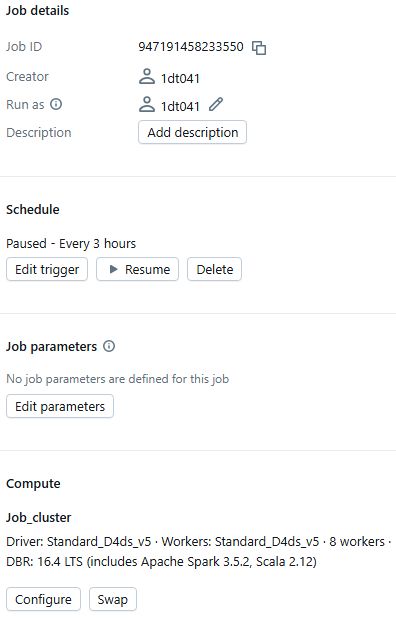 Job details
Job ID 947191458233550
Creator 1dt041
Run as 1dt041
Description Add description
Schedule
Paused - Every 3 hours
Edit trigger Resume Delete
Job parameters
No job parameters are defined for this job
Edit parameters
Compute
Job_cluster
Driver: Standard_D4ds_v5 · Workers: Standard_D4ds_v5 · 8 workers ·
DBR: 16.4 LTS (includes Apache Spark 3.5.2, Scala 2.12)
Configure Swap